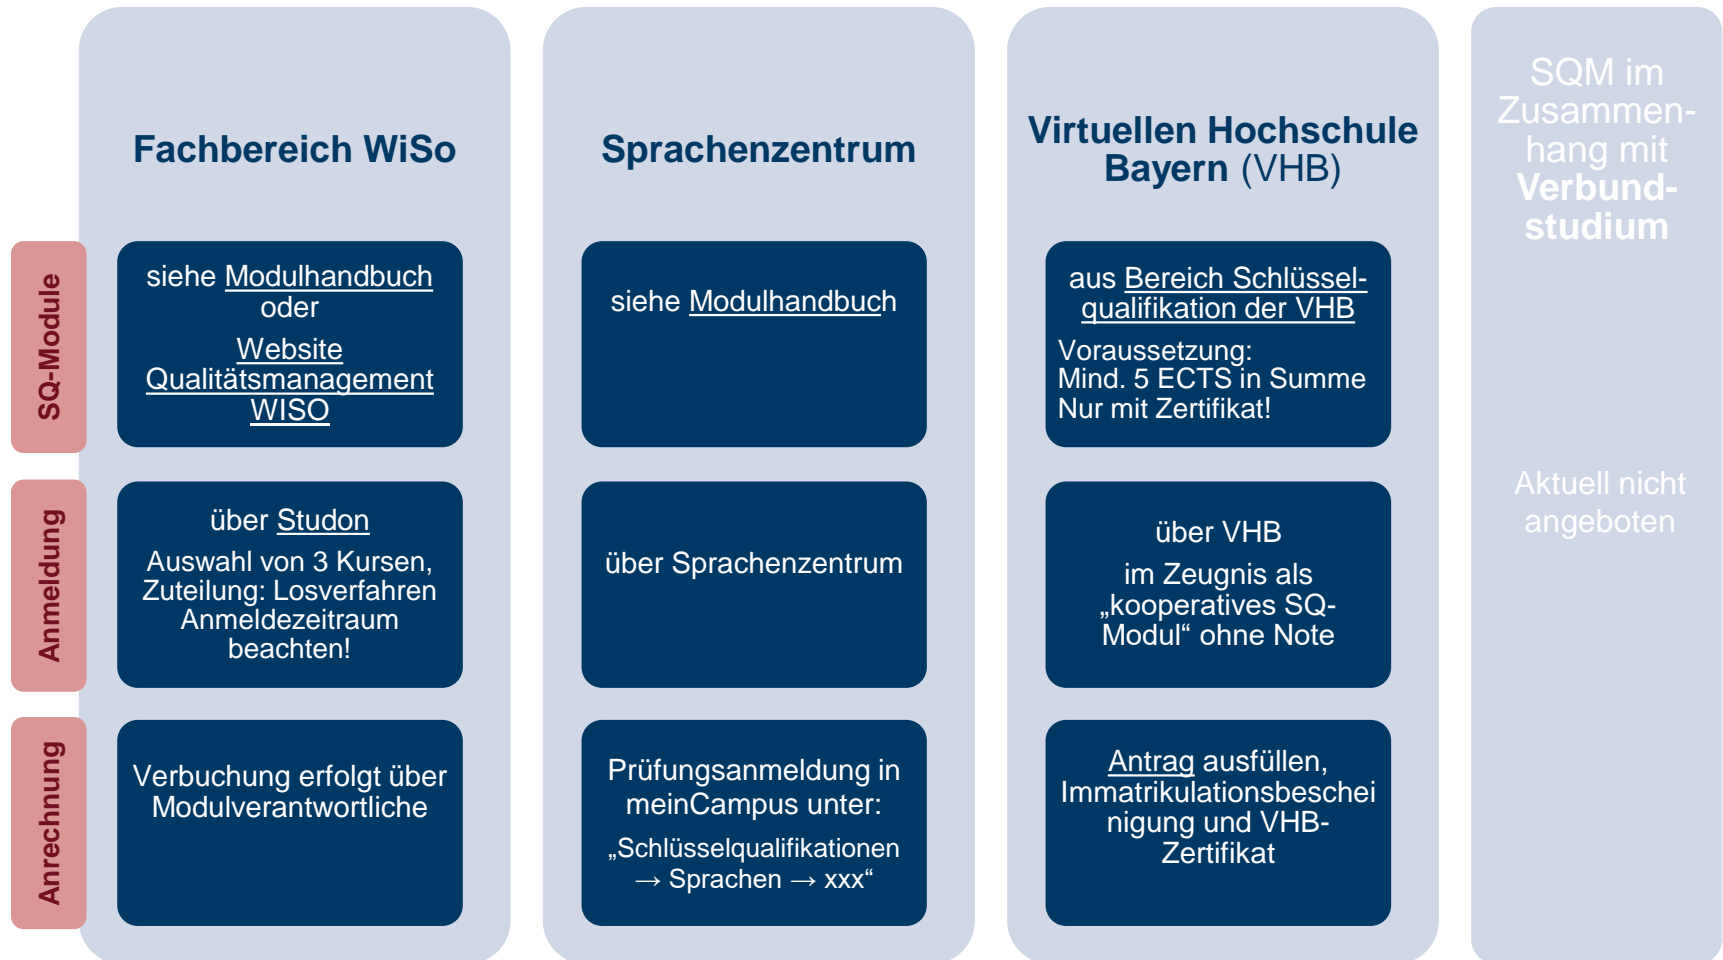 Fachbereich WiSo
Sprachenzentrum
Virtuellen Hochschule
Bayern (VHB)
SQM im
Zusammen-
hang mit
Verbund-
studium
SQ-Module
siehe Modulhandbuch
oder
Website
Qualitätsmanagement
WISO
siehe Modulhandbuch
aus Bereich Schlüssel-
qualifikation der VHB
Voraussetzung:
Mind. 5 ECTS in Summe
Nur mit Zertifikat!
Anmeldung
über Studon
Auswahl von 3 Kursen,
Zuteilung: Losverfahren
Anmeldezeitraum
beachten!
über Sprachenzentrum
über VHB
im Zeugnis als
„kooperatives SQ-
Modul“ ohne Note
Aktuell nicht
angeboten
Anrechnung
Verbuchung erfolgt über
Modulverantwortliche
Prüfungsanmeldung in
meinCampus unter:
„Schlüsselqualifikationen
→ Sprachen → xxx“
Antrag ausfüllen,
Immatrikulationsbeschei
nigung und VHB-
Zertifikat